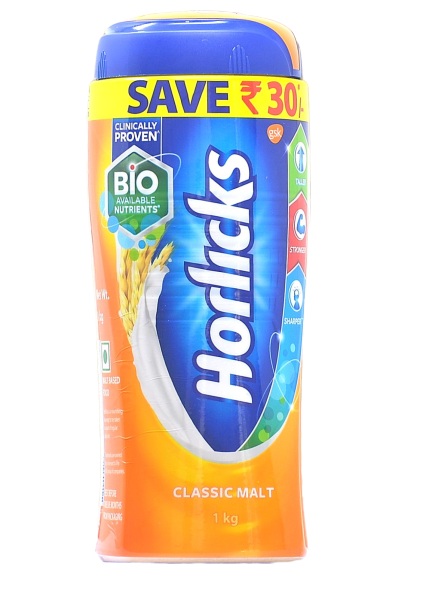 SAVE ₹ 30/-
CLINICALLY
PROVEN*
gsk
BIO
AVAILABLE
NUTRIENTS*
Horlicks
TALLER
STRONGER
SHARPER
CLASSIC MALT
1 kg